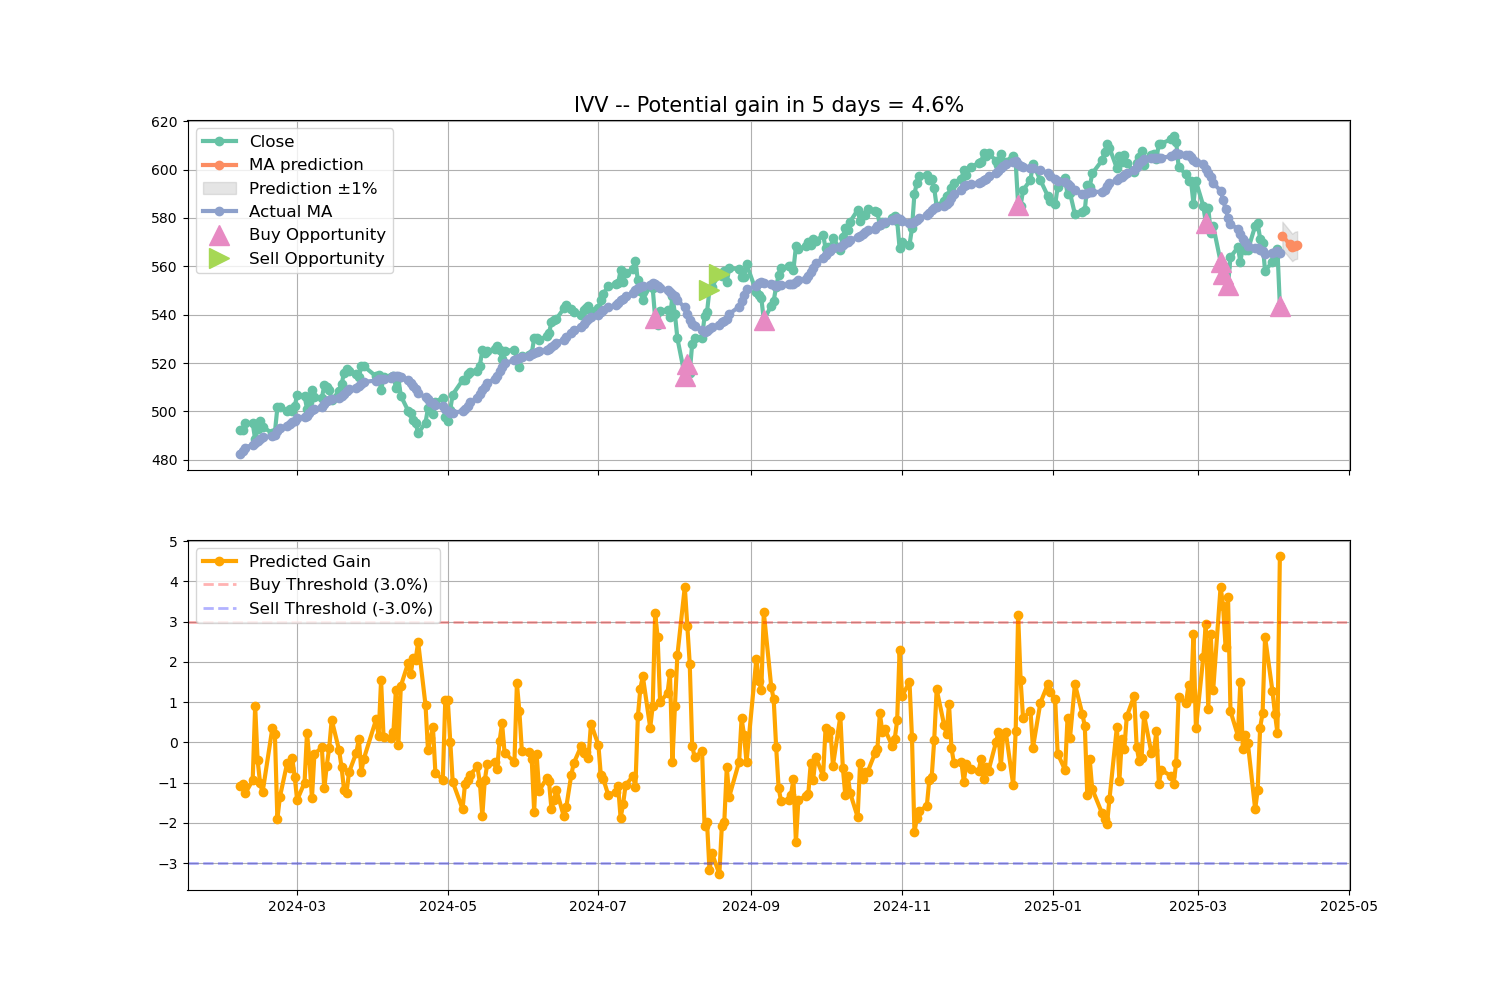 IVV -- Potential gain in 5 days = 4.6%
620
600
580
560
540
520
500
480
Close
MA prediction
Prediction ±1%
Actual MA
Buy Opportunity
Sell Opportunity
5
4
3
2
1
0
−1
−2
−3
Predicted Gain
Buy Threshold (3.0%)
Sell Threshold (-3.0%)
2024-03 2024-05 2024-07 2024-09 2024-11 2025-01 2025-03 2025-05